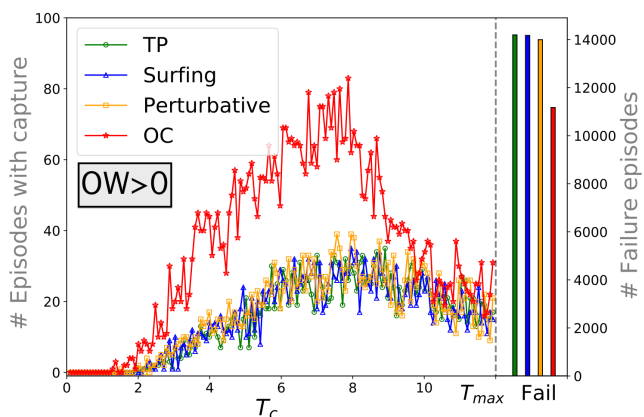 TP
Surfing
Perturbative
OC
OW>0
# Episodes with capture
100
80
60
40
20
0
0
2
4
6
8
10
T_c
T_max
Fail
14000
12000
10000
8000
6000
4000
2000
0
# Failure episodes